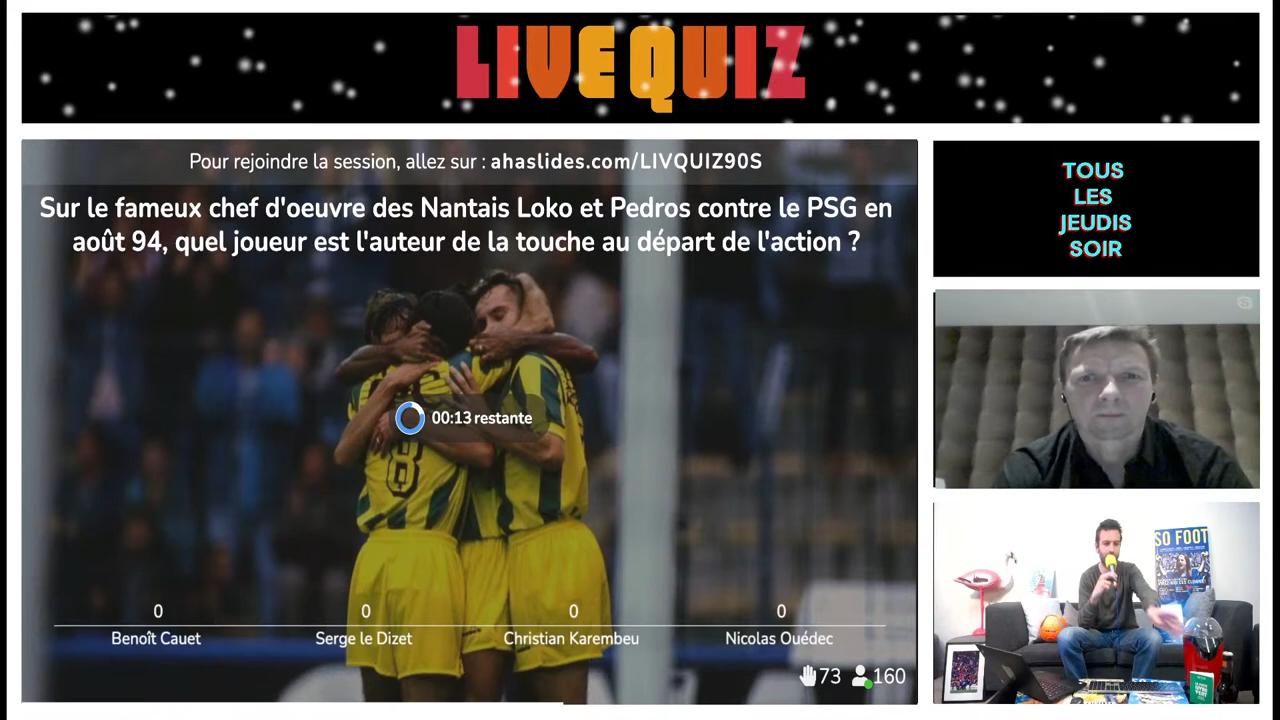 LIVE QUIZ
Pour rejoindre la session, allez sur : ahaslides.com/LIVQUIZ90S
Sur le fameux chef d'oeuvre des Nantais Loko et Pedros contre le PSG en
août 94, quel joueur est l'auteur de la touche au départ de l'action ?
8
00:13 restante
0
0
0
0
Benoît Cauet
Serge le Dizet
Christian Karembeu
Nicolas Ouédec
73
160
TOUS
LES
JEUDIS
SOIR
SO FOOT